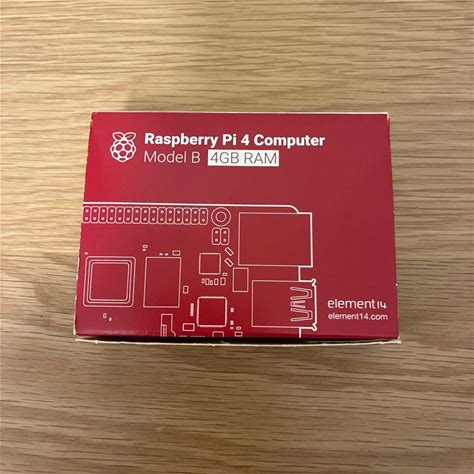 Raspberry Pi 4 Computer
Model B 4GB RAM
element14
element14.com